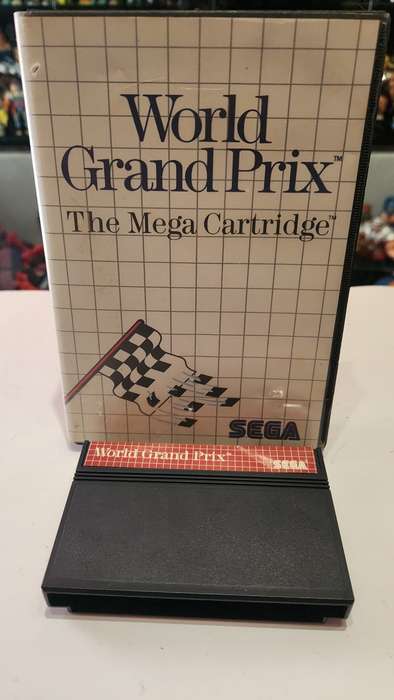 World
Grand Prix™
The Mega Cartridge™
SEGA
World Grand Prix™
SEGA